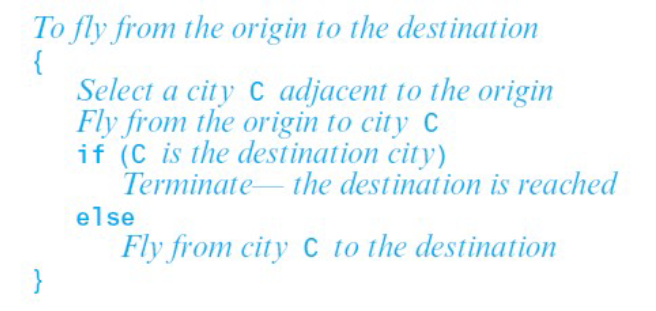 To fly from the origin to the destination
{
Select a city C adjacent to the origin
Fly from the origin to city C
if (C is the destination city)
Terminate— the destination is reached
else
Fly from city C to the destination
}